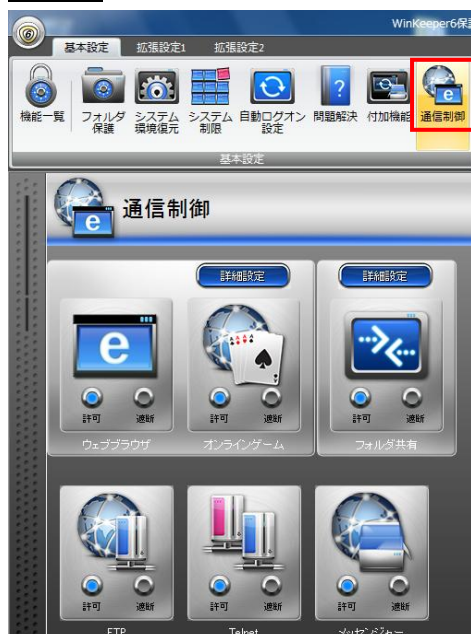 WinKeeper6保
基本設定 拡張設定1 拡張設定2
機能一覧 フォルダ保護 システム環境復元 システム制限 自動ログオン設定 問題解決 付加機能 通信制御
基本設定
通信制御
詳細設定 詳細設定
許可 遮断 許可 遮断 許可 遮断
ウェブブラウザ オンラインゲーム フォルダ共有
許可 遮断 許可 遮断 許可 遮断
FTP Telnet メッセンジャー